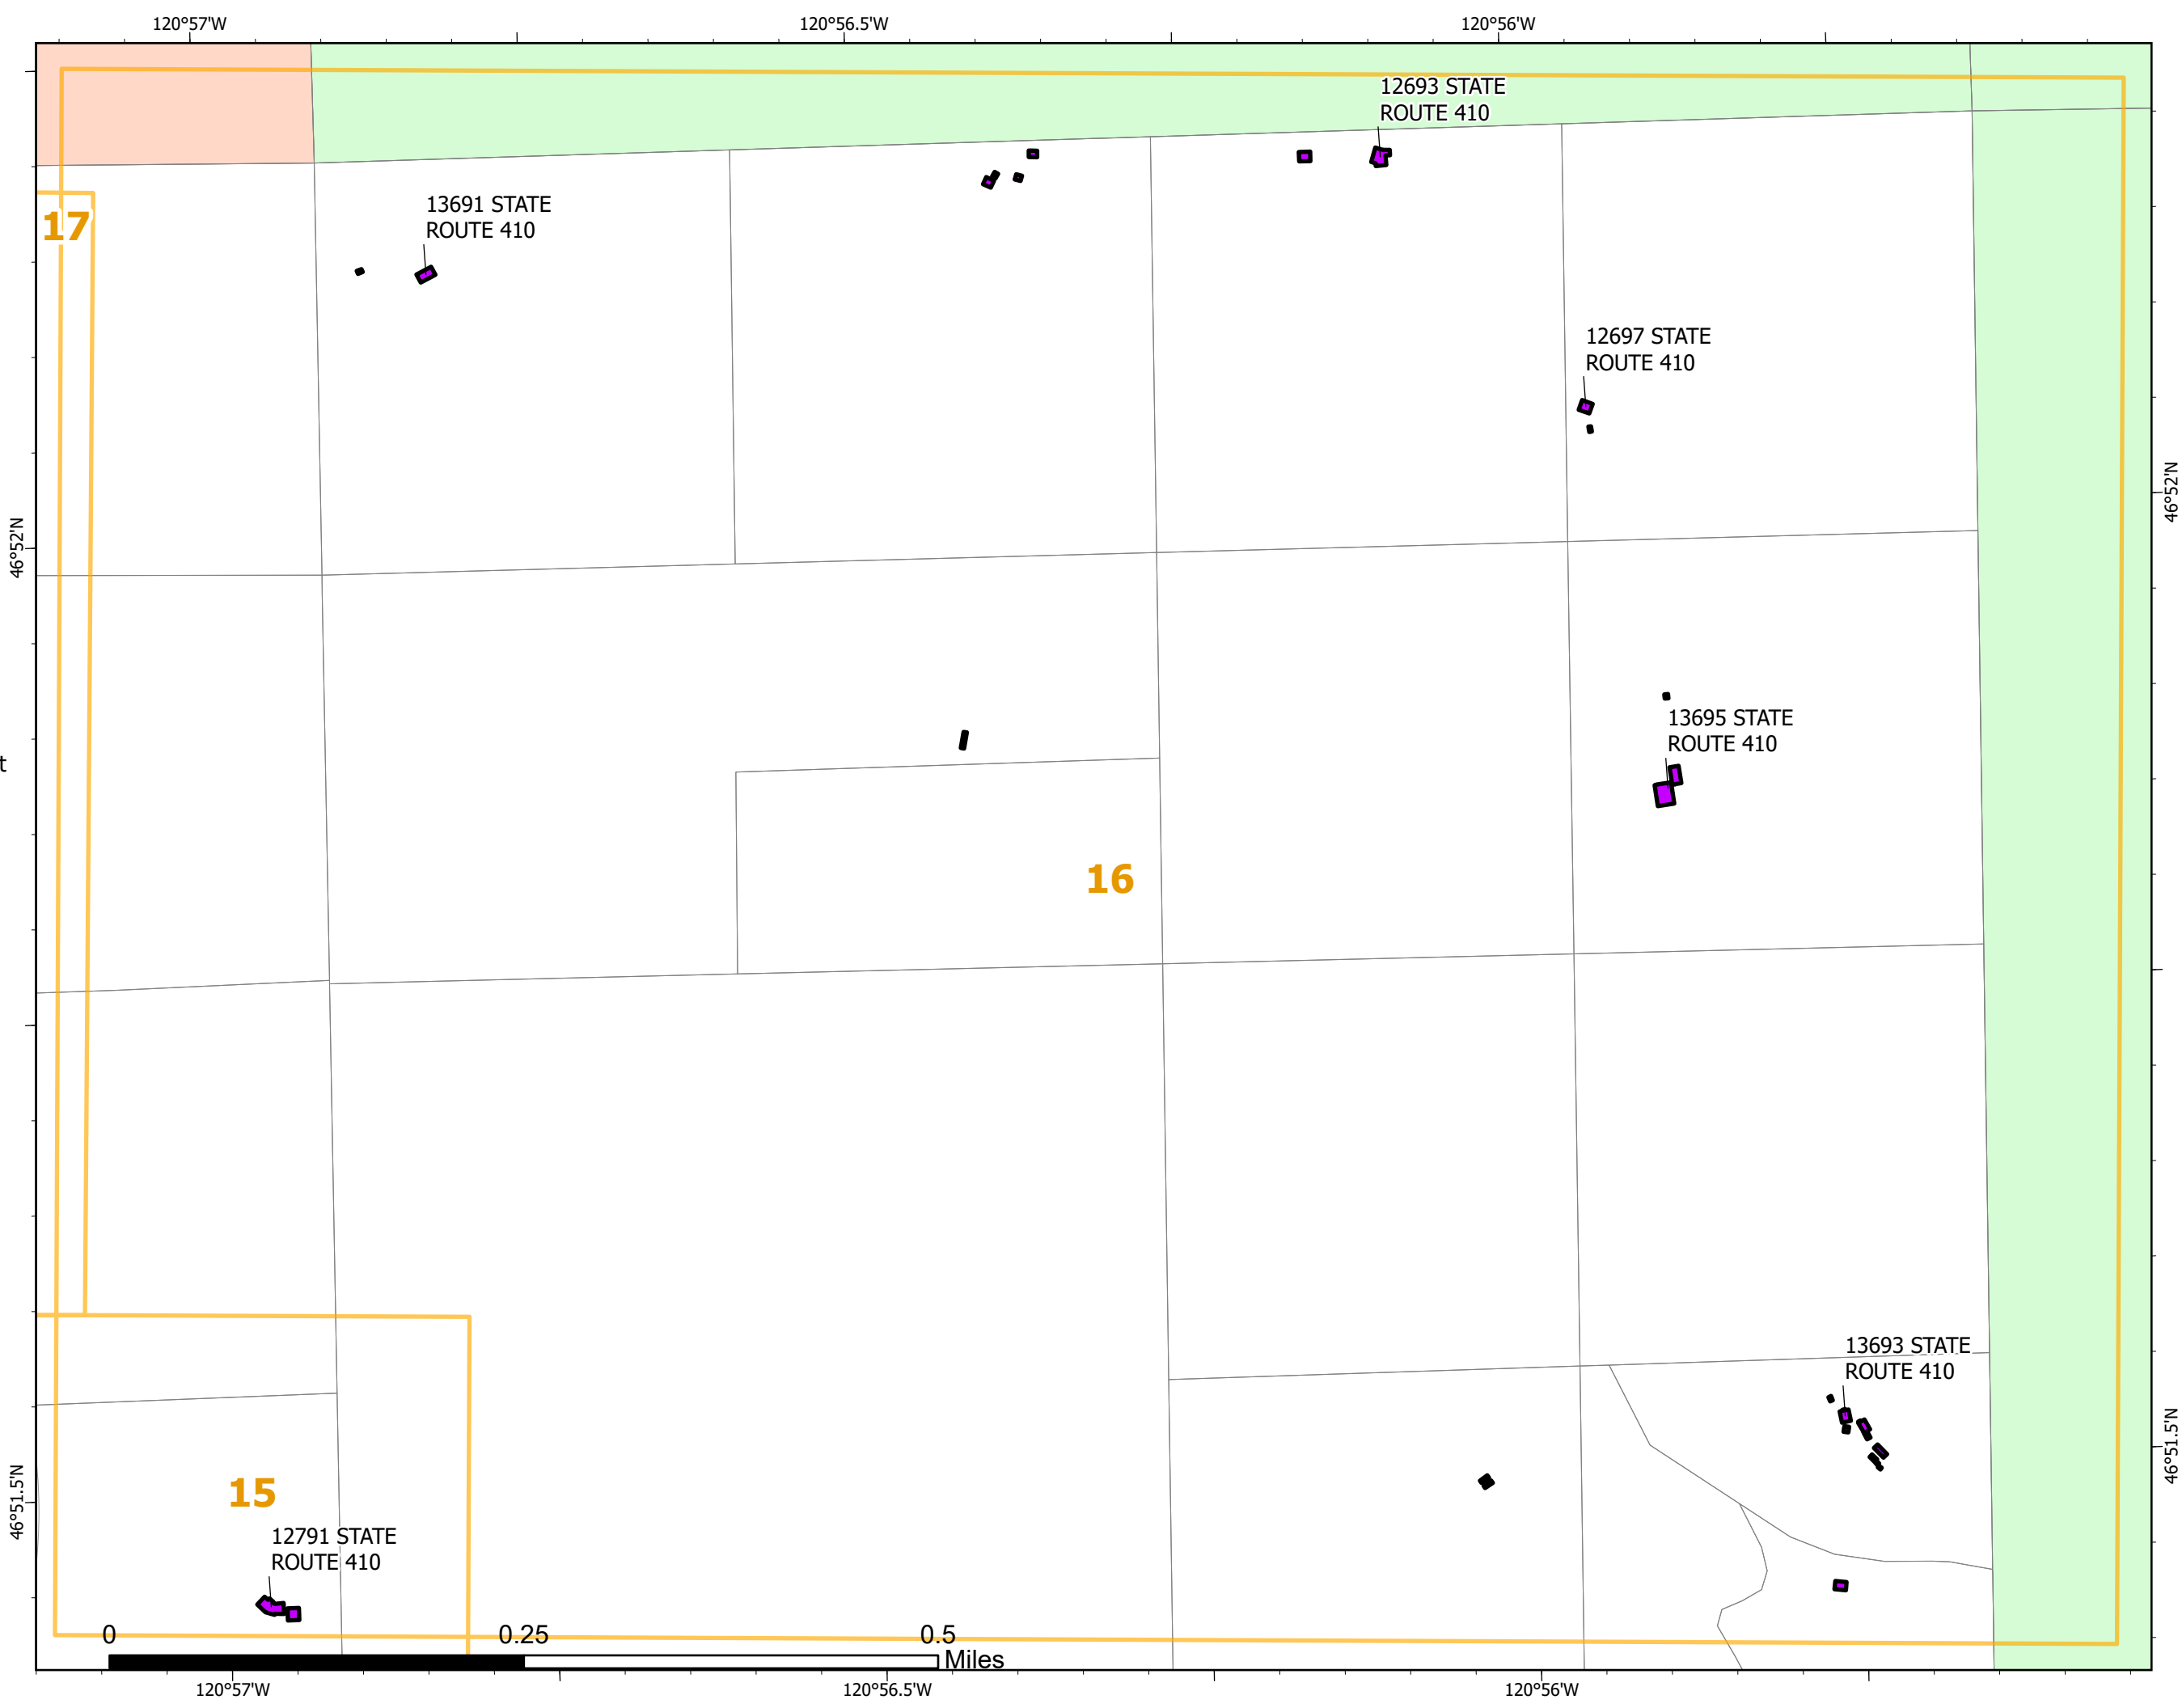 120°57'W
120°56.5'W
120°56'W
12693 STATE
ROUTE 410
13691 STATE
ROUTE 410
17
12697 STATE
ROUTE 410
46°52'N
46°52'N
13695 STATE
ROUTE 410
t
16
13693 STATE
ROUTE 410
46°51.5'N
46°51.5'N
15
12791 STATE
ROUTE 410
0
0.25
0.5
Miles
120°57'W
120°56.5'W
120°56'W